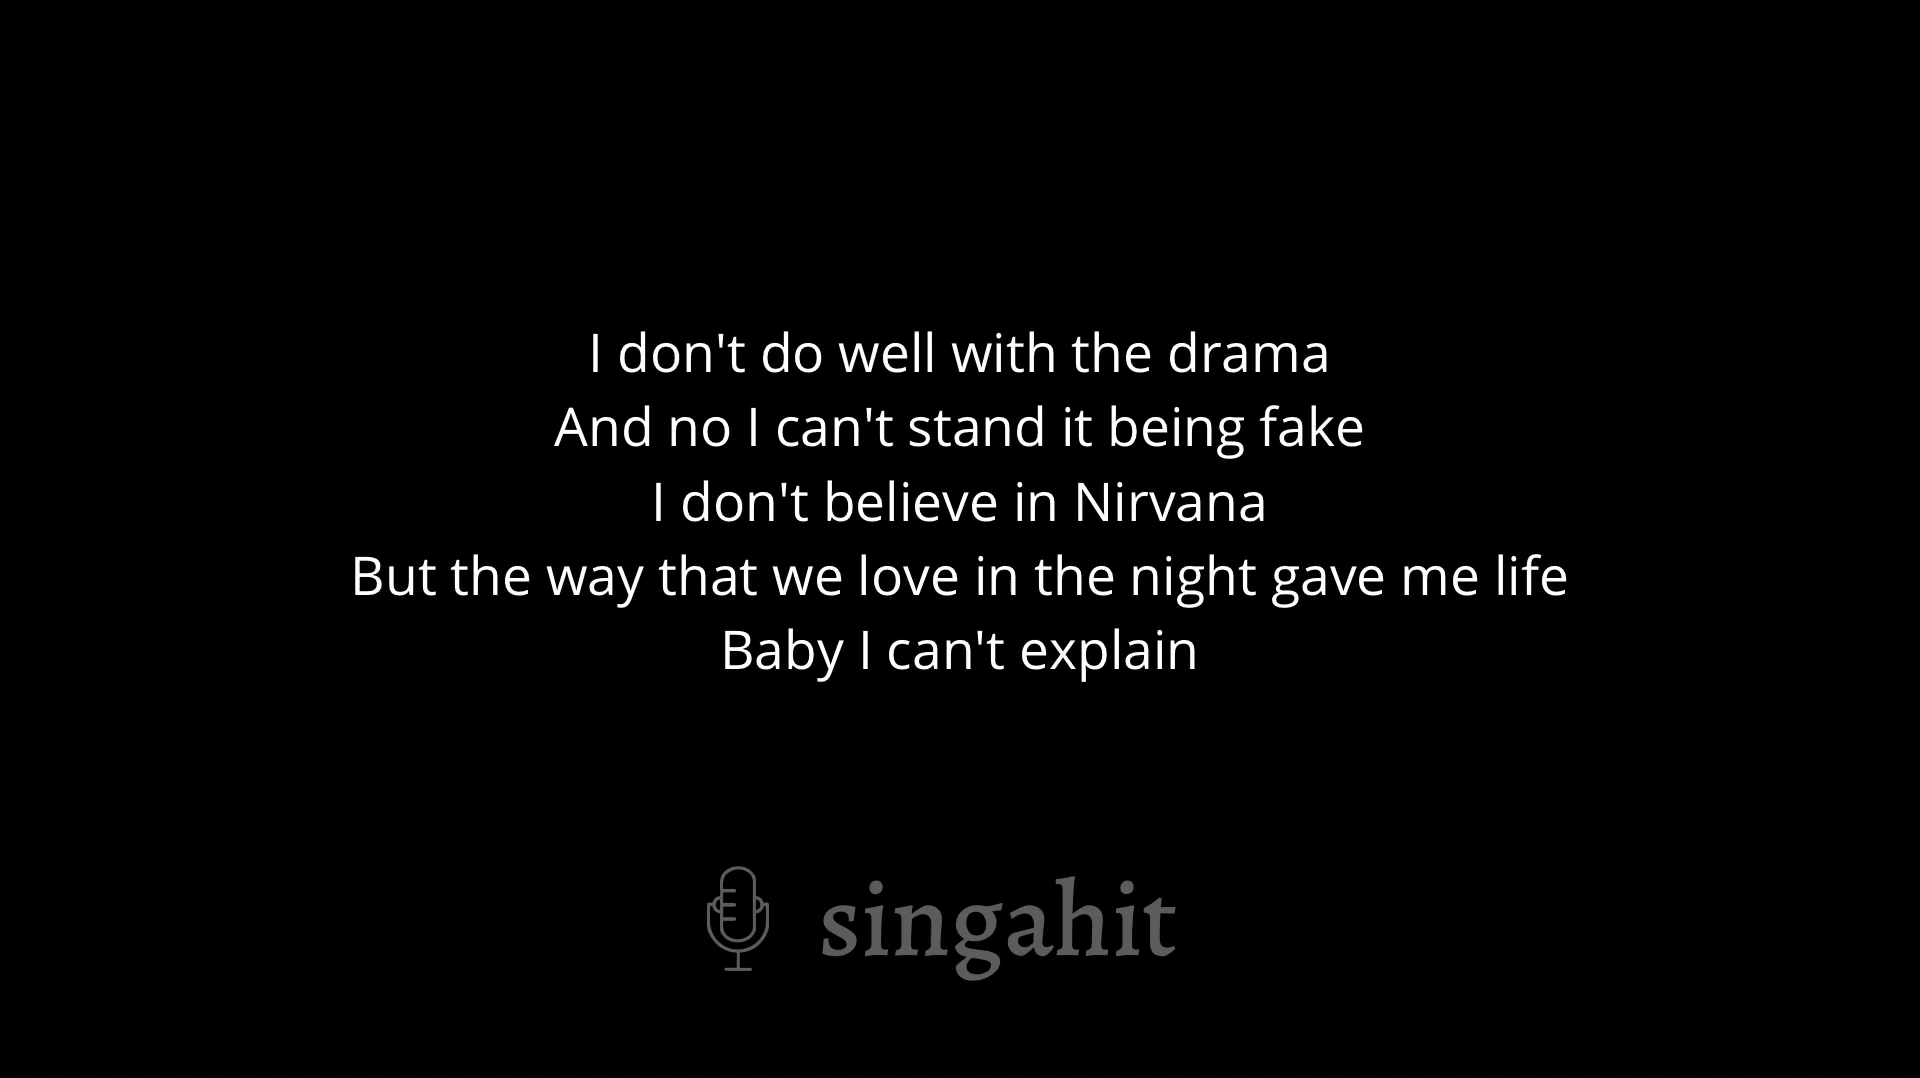 I don't do well with the drama
And no I can't stand it being fake
I don't believe in Nirvana
But the way that we love in the night gave me life
Baby I can't explain
singahit